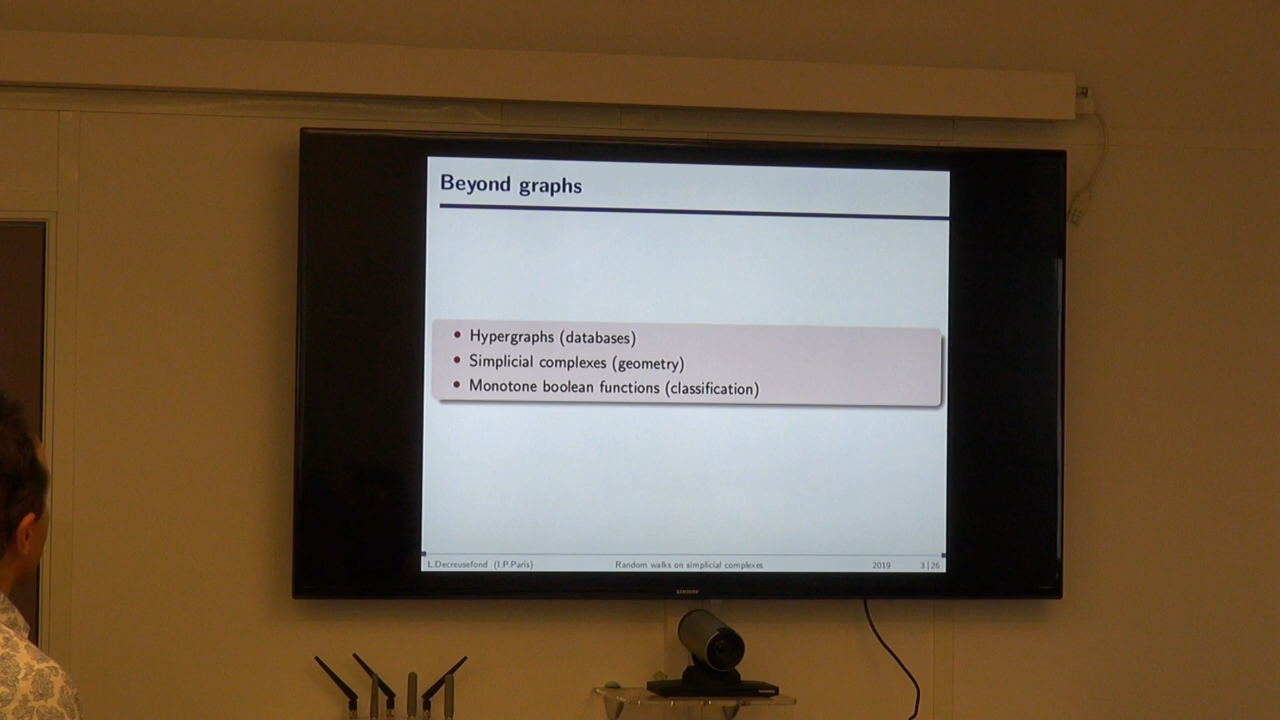 Beyond graphs
• Hypergraphs (databases)
• Simplicial complexes (geometry)
• Monotone boolean functions (classification)
L.Decreusefond (I.P.Paris) Random walks on simplicial complexes 2019 3|26
SAMSUNG